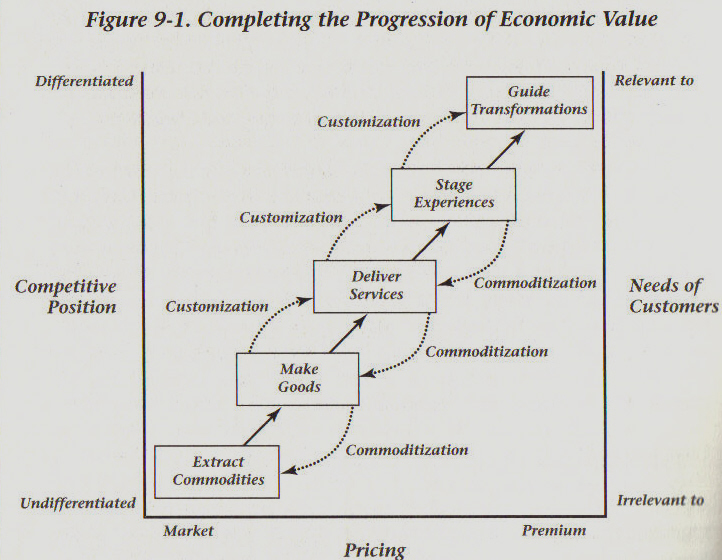 Figure 9-1. Completing the Progression of Economic Value
Differentiated
Relevant to
Guide
Transformations
Customization
Stage
Experiences
Customization
Deliver
Services
Commoditization
Competitive
Position
Needs of
Customers
Customization
Make
Goods
Commoditization
Extract
Commodities
Commoditization
Undifferentiated
Irrelevant to
Market
Premium
Pricing